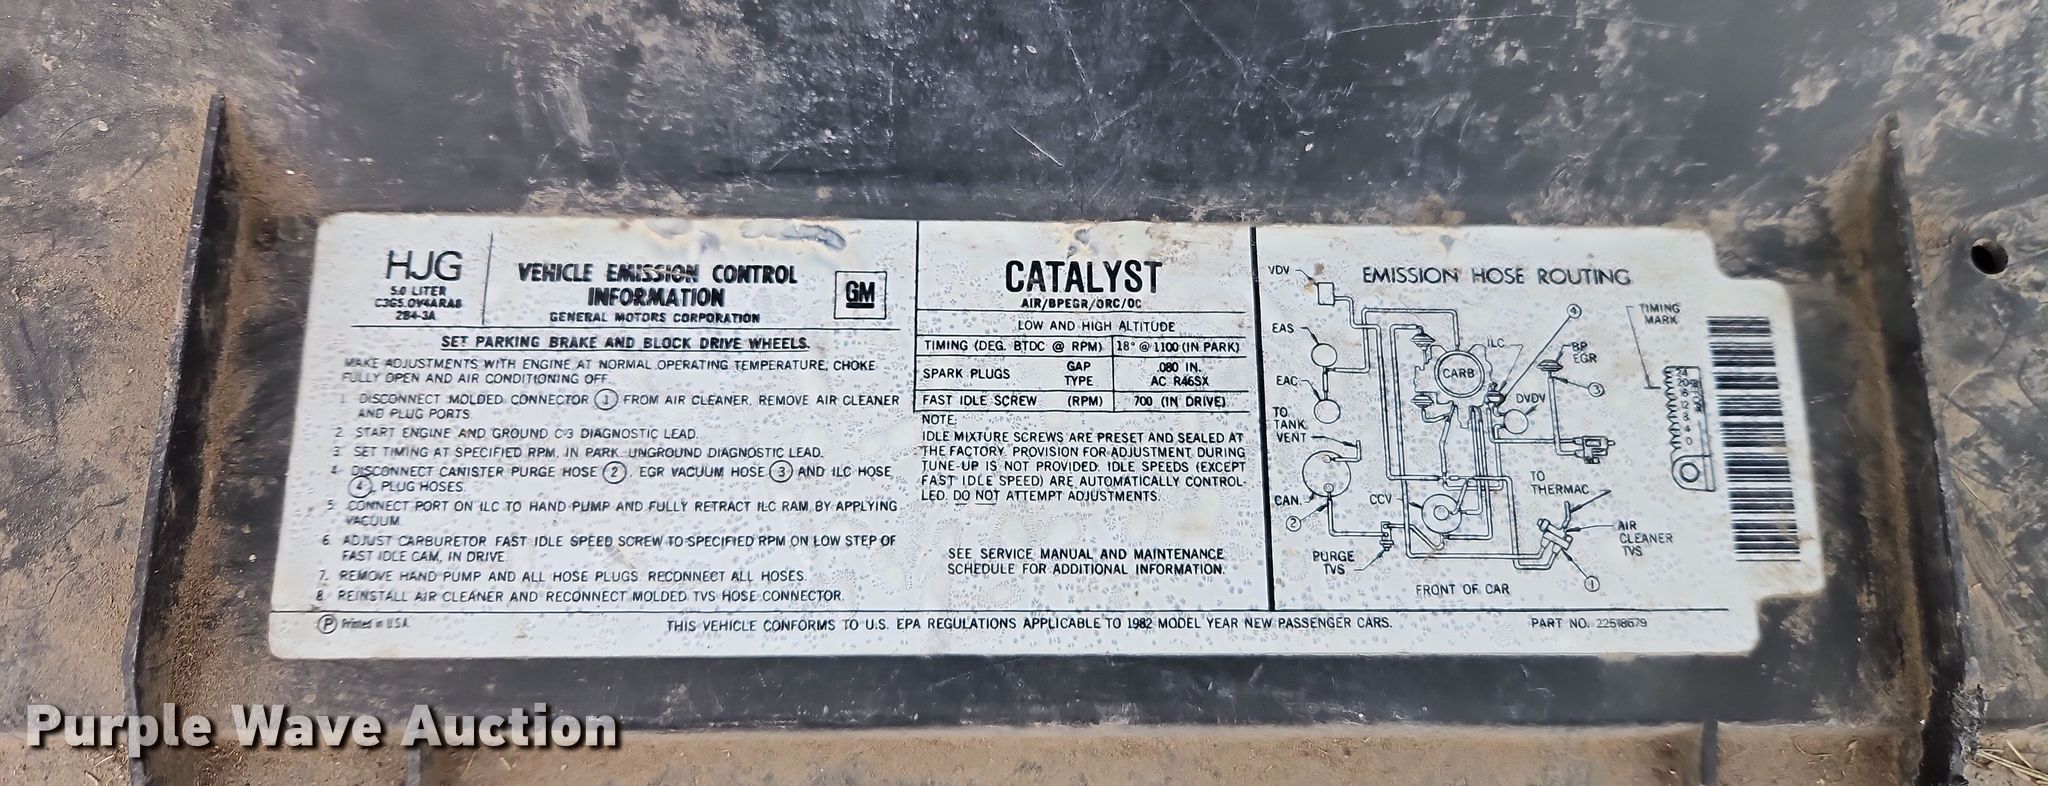 HJG
5.0 LITER
C3G5.0V4ARA8
2B4-3A
VEHICLE EMISSION CONTROL
INFORMATION
GENERAL MOTORS CORPORATION
GM
SET PARKING BRAKE AND BLOCK DRIVE WHEELS.
MAKE ADJUSTMENTS WITH ENGINE AT NORMAL OPERATING TEMPERATURE, CHOKE
FULLY OPEN AND AIR CONDITIONING OFF.
1. DISCONNECT MOLDED CONNECTOR (1) FROM AIR CLEANER, REMOVE AIR CLEANER
AND PLUG PORTS.
2. START ENGINE AND GROUND C-3 DIAGNOSTIC LEAD.
3. SET TIMING AT SPECIFIED RPM, IN PARK. UNGROUND DIAGNOSTIC LEAD.
4. DISCONNECT CANISTER PURGE HOSE (2), EGR VACUUM HOSE (3) AND ILC HOSE,
(4), PLUG HOSES.
5. CONNECT PORT ON ILC TO HAND PUMP AND FULLY RETRACT ILC RAM BY APPLYING
VACUUM.
6. ADJUST CARBURETOR FAST IDLE SPEED SCREW TO SPECIFIED RPM ON LOW STEP OF
FAST IDLE CAM, IN DRIVE.
7. REMOVE HAND PUMP AND ALL HOSE PLUGS. RECONNECT ALL HOSES.
8. REINSTALL AIR CLEANER AND RECONNECT MOLDED TVS HOSE CONNECTOR.
CATALYST
AIR/BPEGR/ORC/OC
LOW AND HIGH ALTITUDE
TIMING (DEG. BTDC @ RPM) 18° @ 1100 (IN PARK)
SPARK PLUGS GAP .080 IN.
TYPE AC R46SX
FAST IDLE SCREW (RPM) 700 (IN DRIVE)
NOTE:
IDLE MIXTURE SCREWS ARE PRESET AND SEALED AT
THE FACTORY. PROVISION FOR ADJUSTMENT DURING
TUNE-UP IS NOT PROVIDED. IDLE SPEEDS (EXCEPT
FAST IDLE SPEED) ARE AUTOMATICALLY CONTROL-
LED. DO NOT ATTEMPT ADJUSTMENTS.
SEE SERVICE MANUAL AND MAINTENANCE
SCHEDULE FOR ADDITIONAL INFORMATION.
EMISSION HOSE ROUTING
VDV
EAS
EAC
TO
TANK
VENT
CAN.
2
PURGE
TVS
CCV
CARB
ILC
4
BP
EGR
3
DVDV
TO
THERMAC
AIR
CLEANER
TVS
1
FRONT OF CAR
TIMING
MARK
24
20
16
12
8
4
0
P Printed in U.S.A.
THIS VEHICLE CONFORMS TO U.S. EPA REGULATIONS APPLICABLE TO 1982 MODEL YEAR NEW PASSENGER CARS.
PART NO. 22518679
Purple Wave Auction